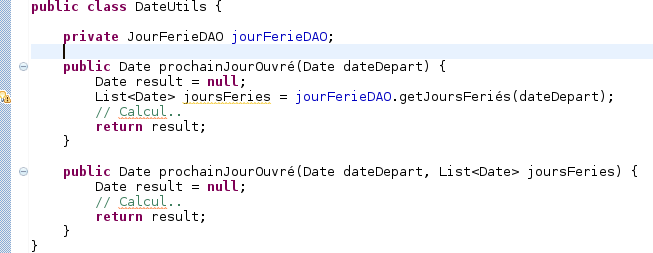 public class DateUtils {
private JourFerieDAO jourFerieDAO;
public Date prochainJourOuvré(Date dateDepart) {
Date result = null;
List<Date> joursFeries = jourFerieDAO.getJoursFeriés(dateDepart);
// Calcul..
return result;
}
public Date prochainJourOuvré(Date dateDepart, List<Date> joursFeries) {
Date result = null;
// Calcul..
return result;
}
}